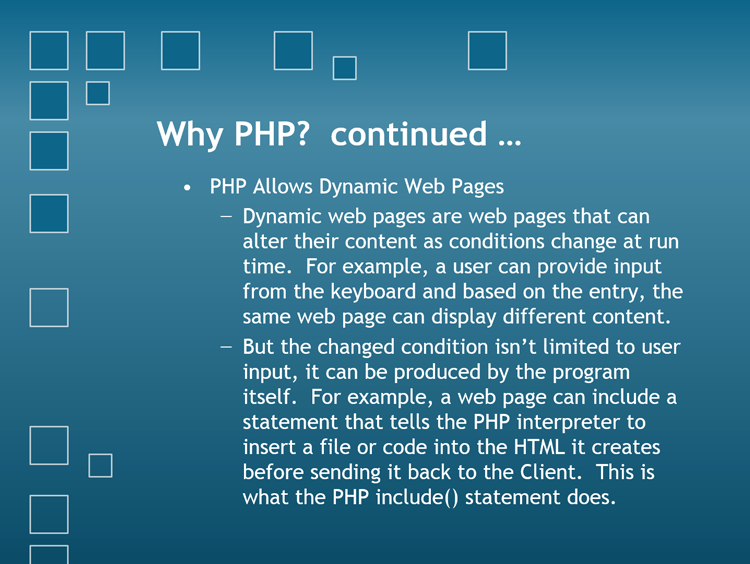 Why PHP?  continued …
• PHP Allows Dynamic Web Pages
– Dynamic web pages are web pages that can
alter their content as conditions change at run
time.  For example, a user can provide input
from the keyboard and based on the entry, the
same web page can display different content.
– But the changed condition isn’t limited to user
input, it can be produced by the program
itself.  For example, a web page can include a
statement that tells the PHP interpreter to
insert a file or code into the HTML it creates
before sending it back to the Client.  This is
what the PHP include() statement does.